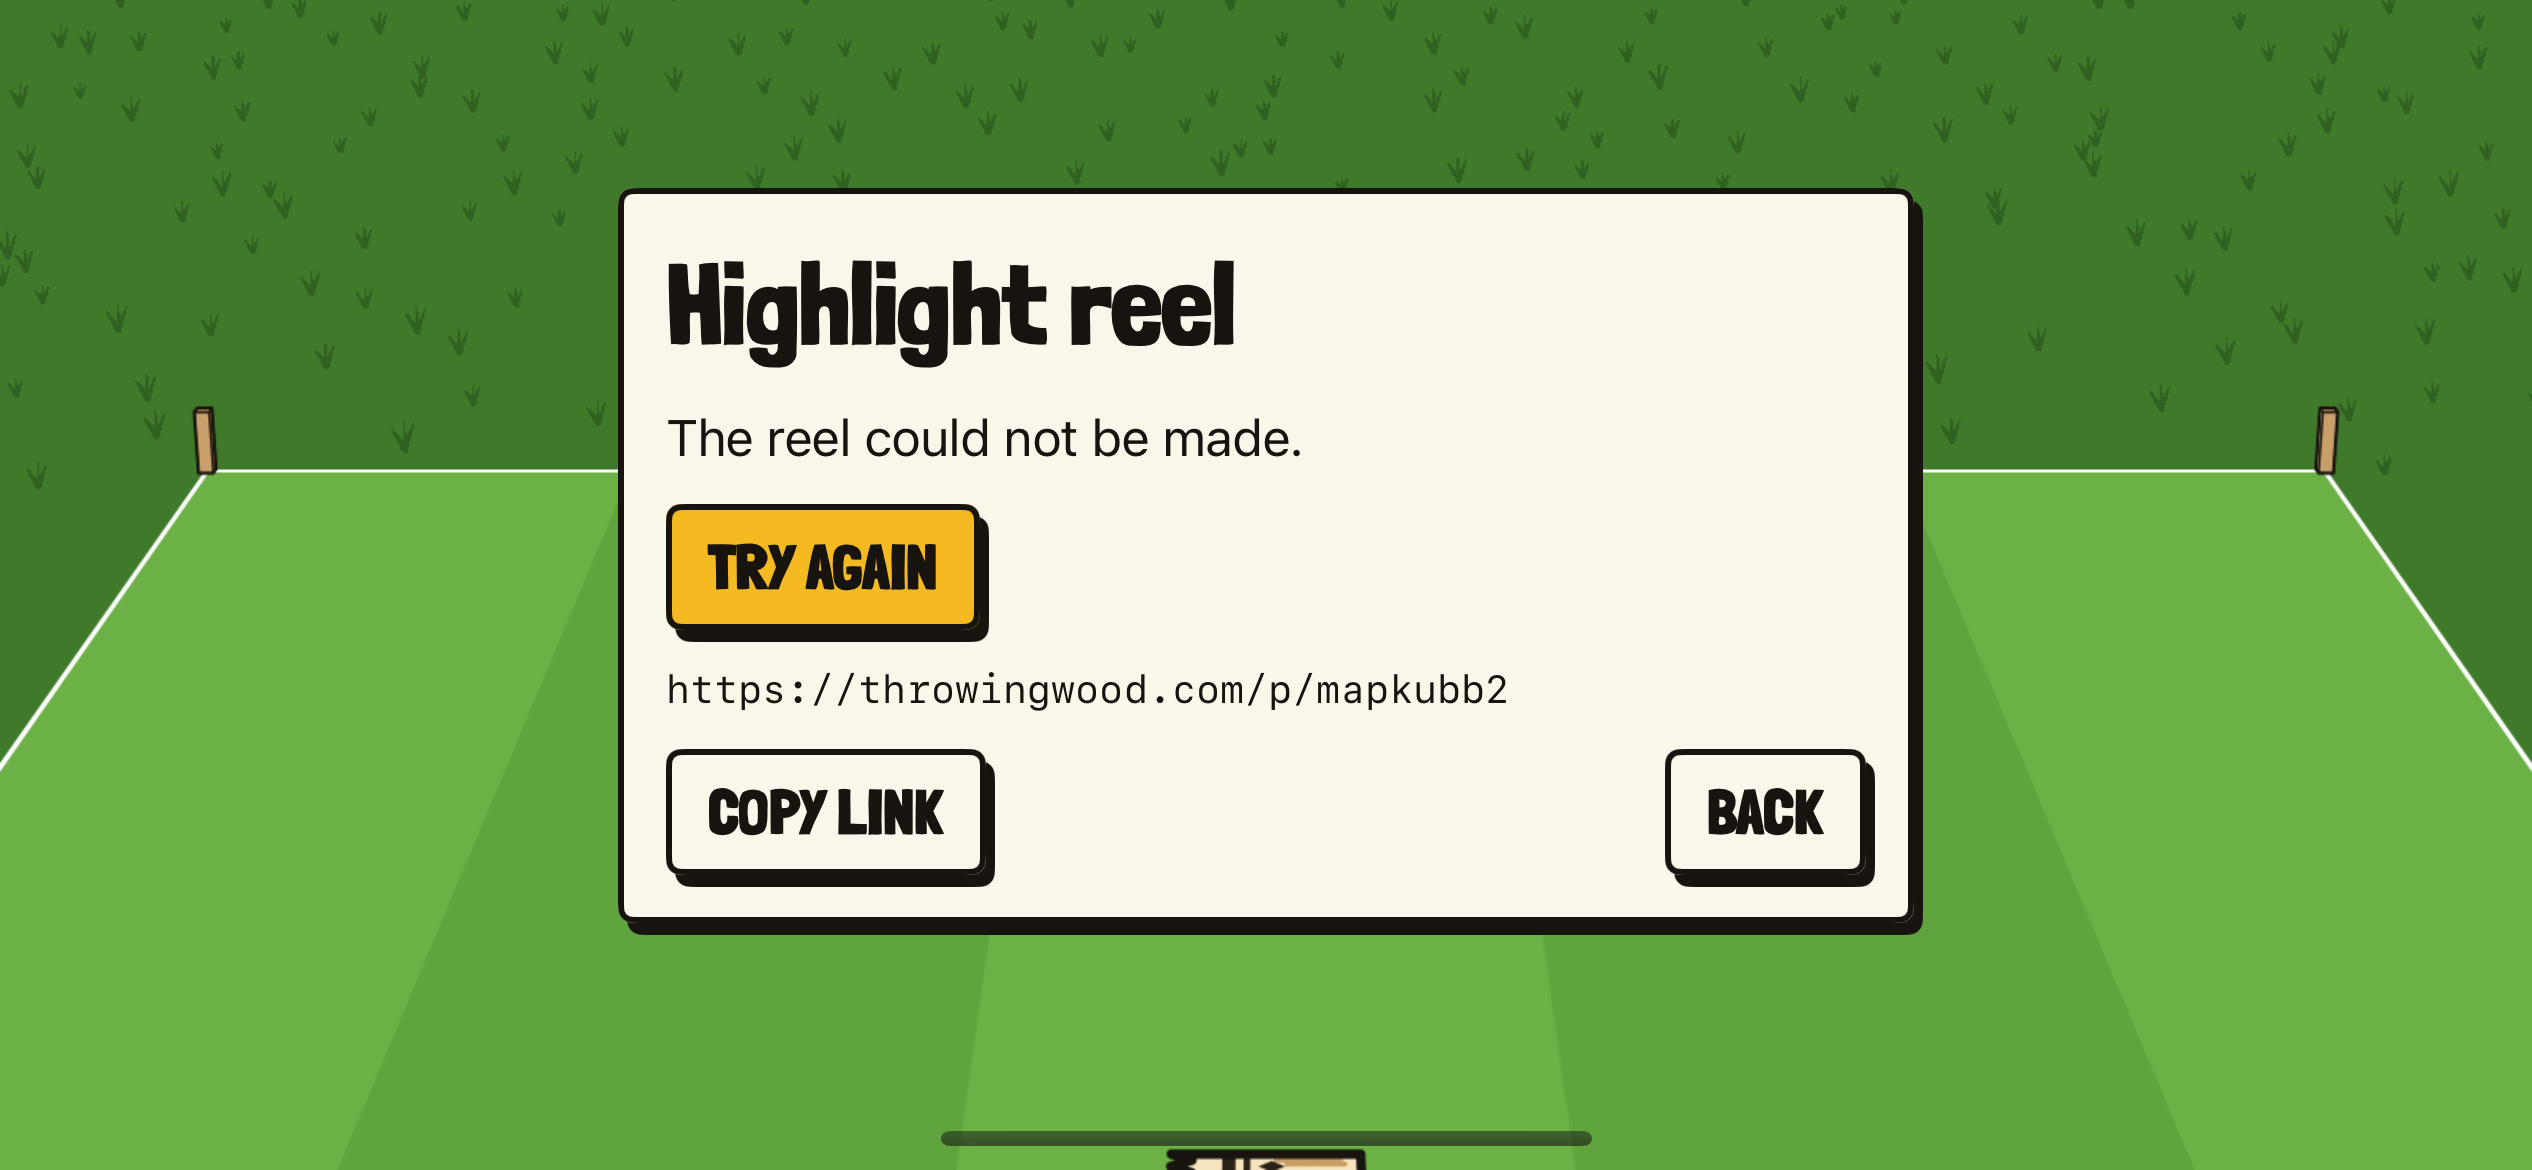 Highlight reel
The reel could not be made.
TRY AGAIN
https://throwingwood.com/p/mapkubb2
COPY LINK
BACK